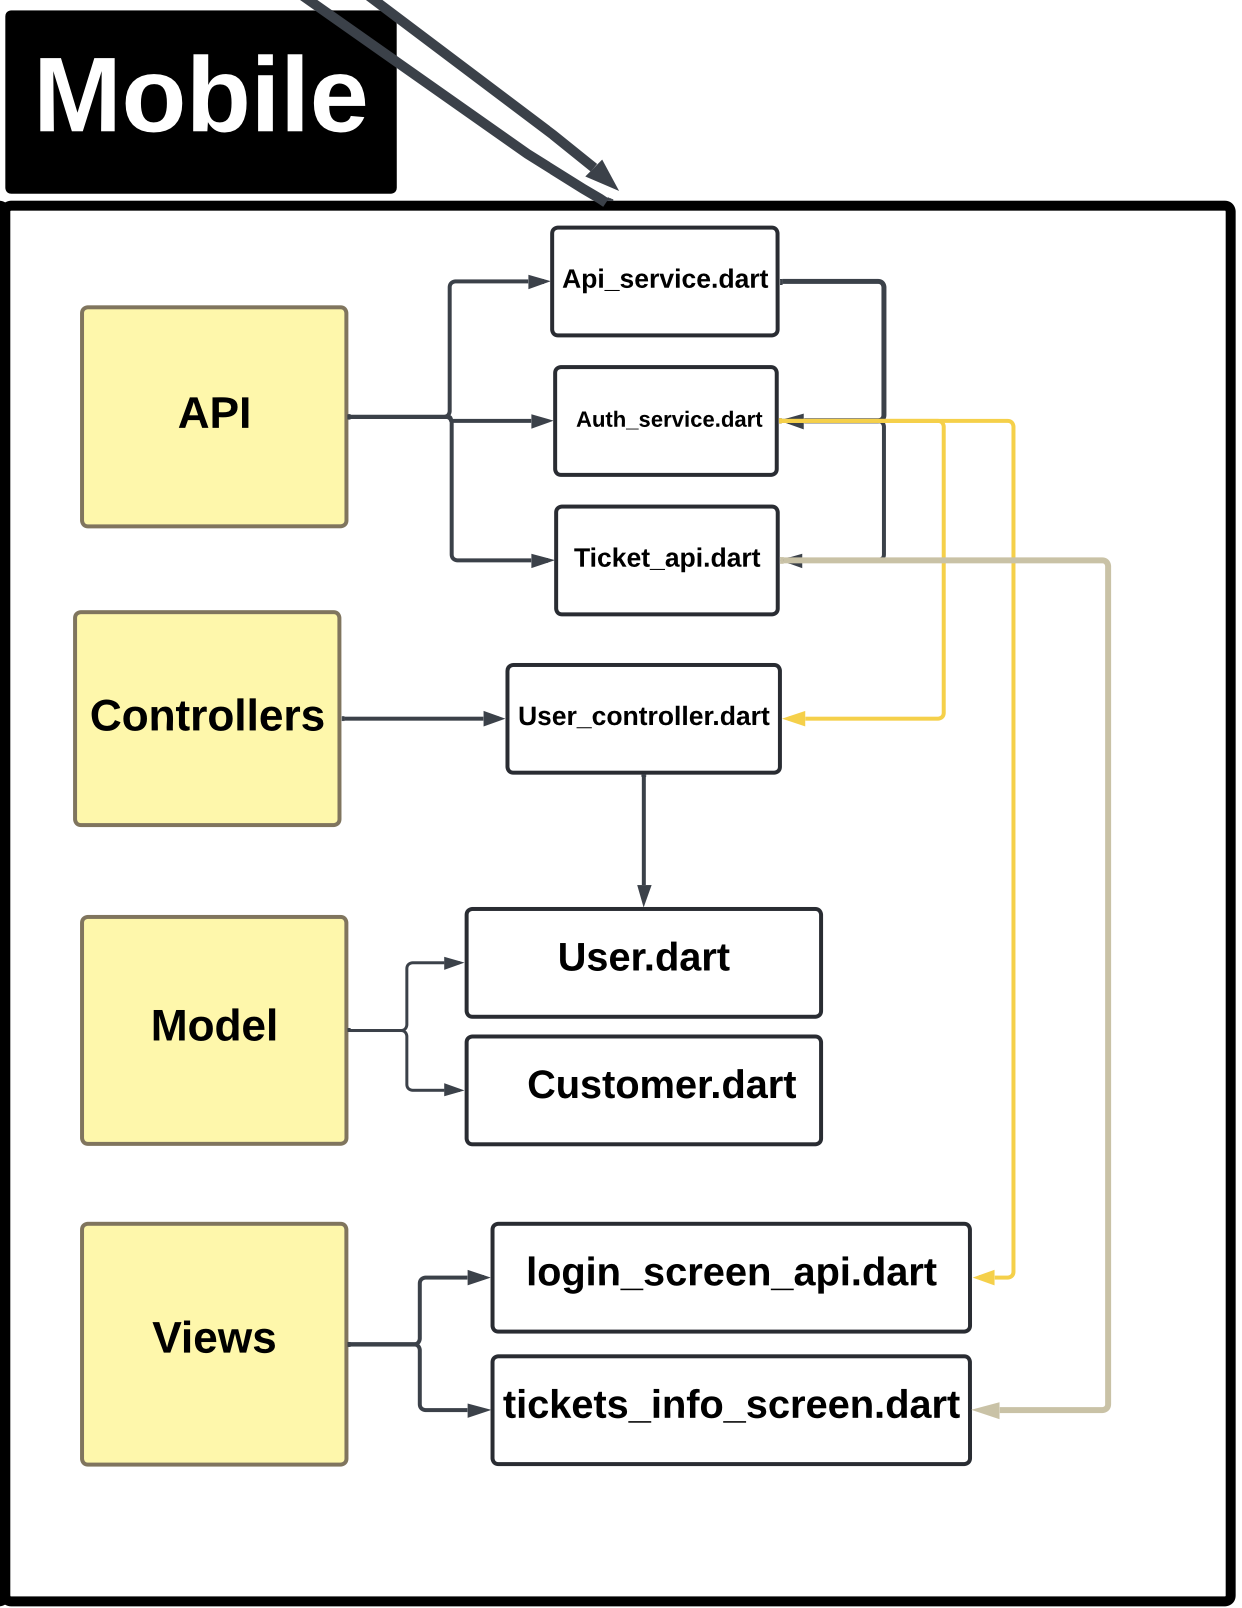 Mobile
Api_service.dart
API
Auth_service.dart
Ticket_api.dart
Controllers
User_controller.dart
User.dart
Model
Customer.dart
login_screen_api.dart
Views
tickets_info_screen.dart